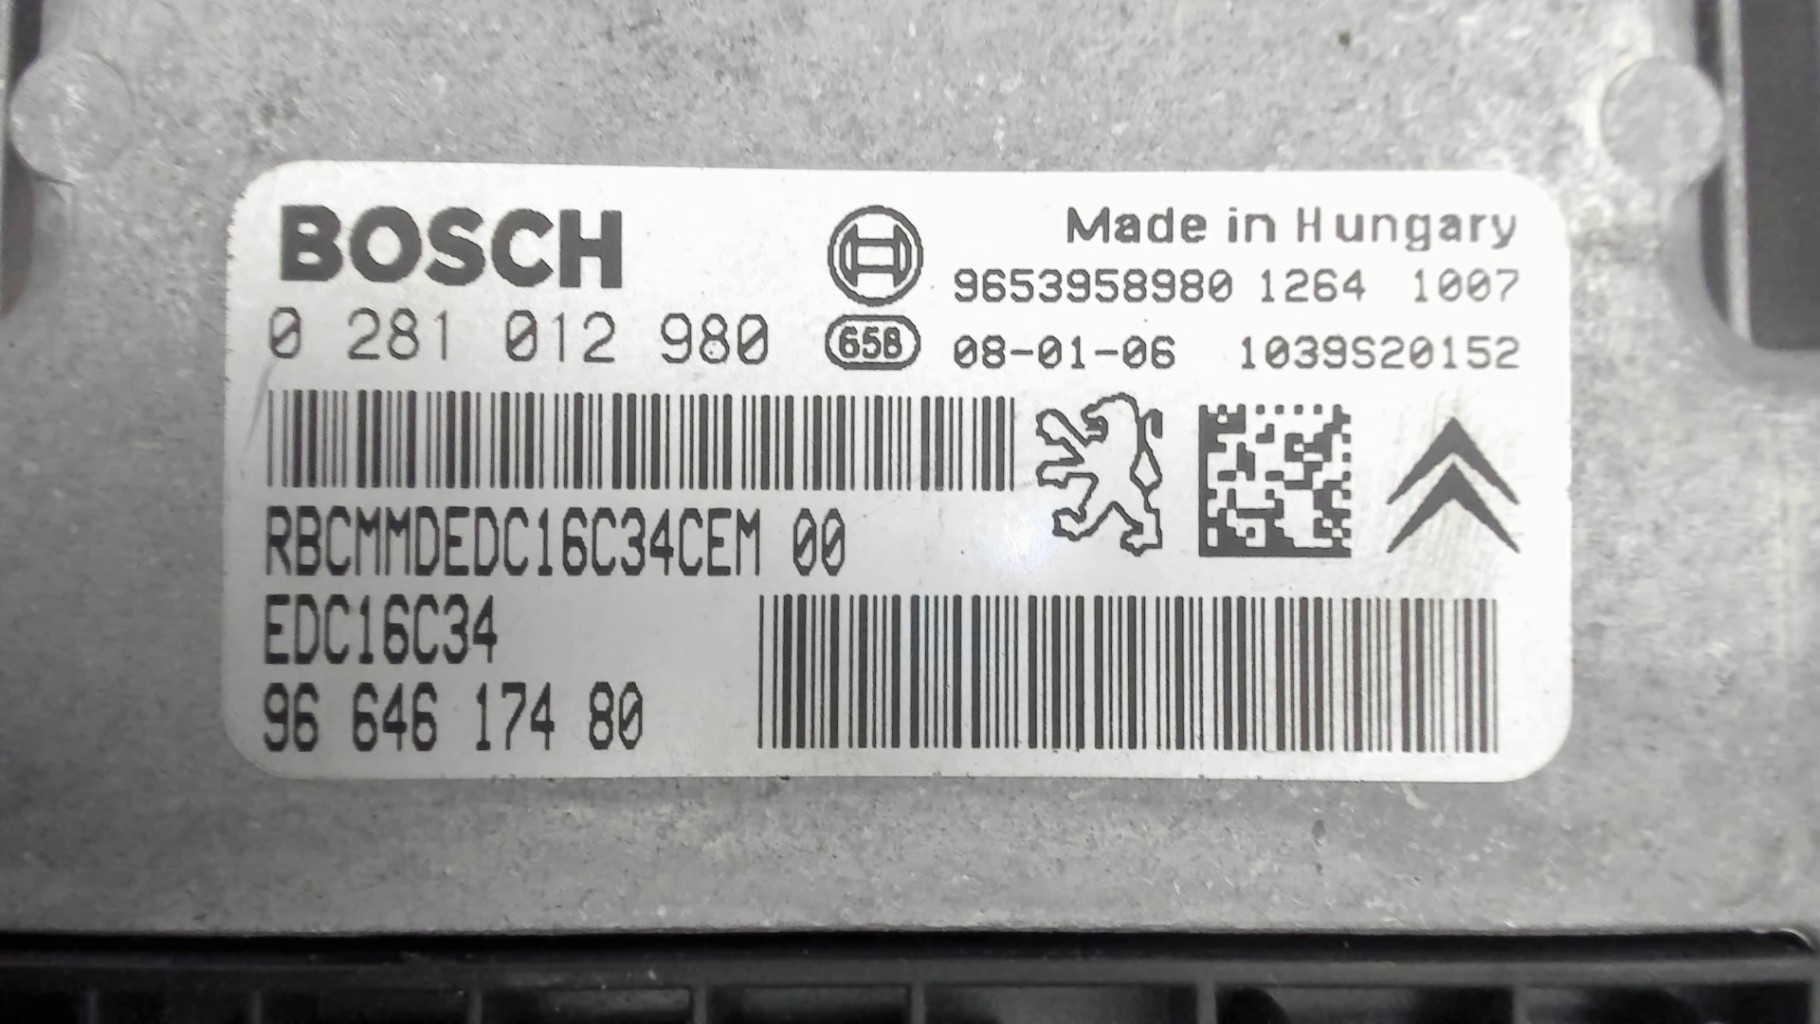 BOSCH
Made in Hungary
9653958980 1264 1007
0 281 012 980
658
08-01-06 1039S20152
RBCMMDEDC16C34CEM 00
EDC16C34
96 646 174 80